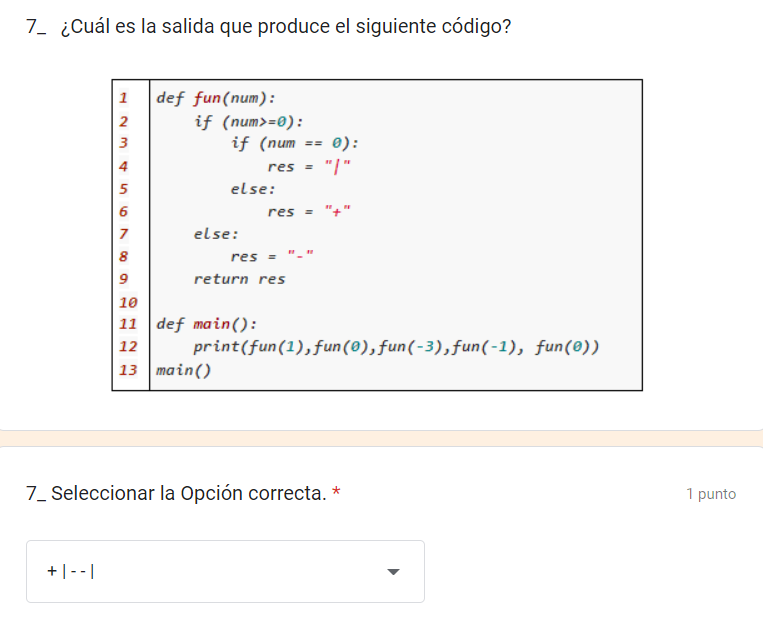 7_ ¿Cuál es la salida que produce el siguiente código?
1 def fun(num):
2 if (num>=0):
3 if (num == 0):
4 res = "|"
5 else:
6 res = "+"
7 else:
8 res = "-"
9 return res
10
11 def main():
12 print(fun(1),fun(0),fun(-3),fun(-1), fun(0))
13 main()
7_ Seleccionar la Opción correcta. *
1 punto
+ | - - |